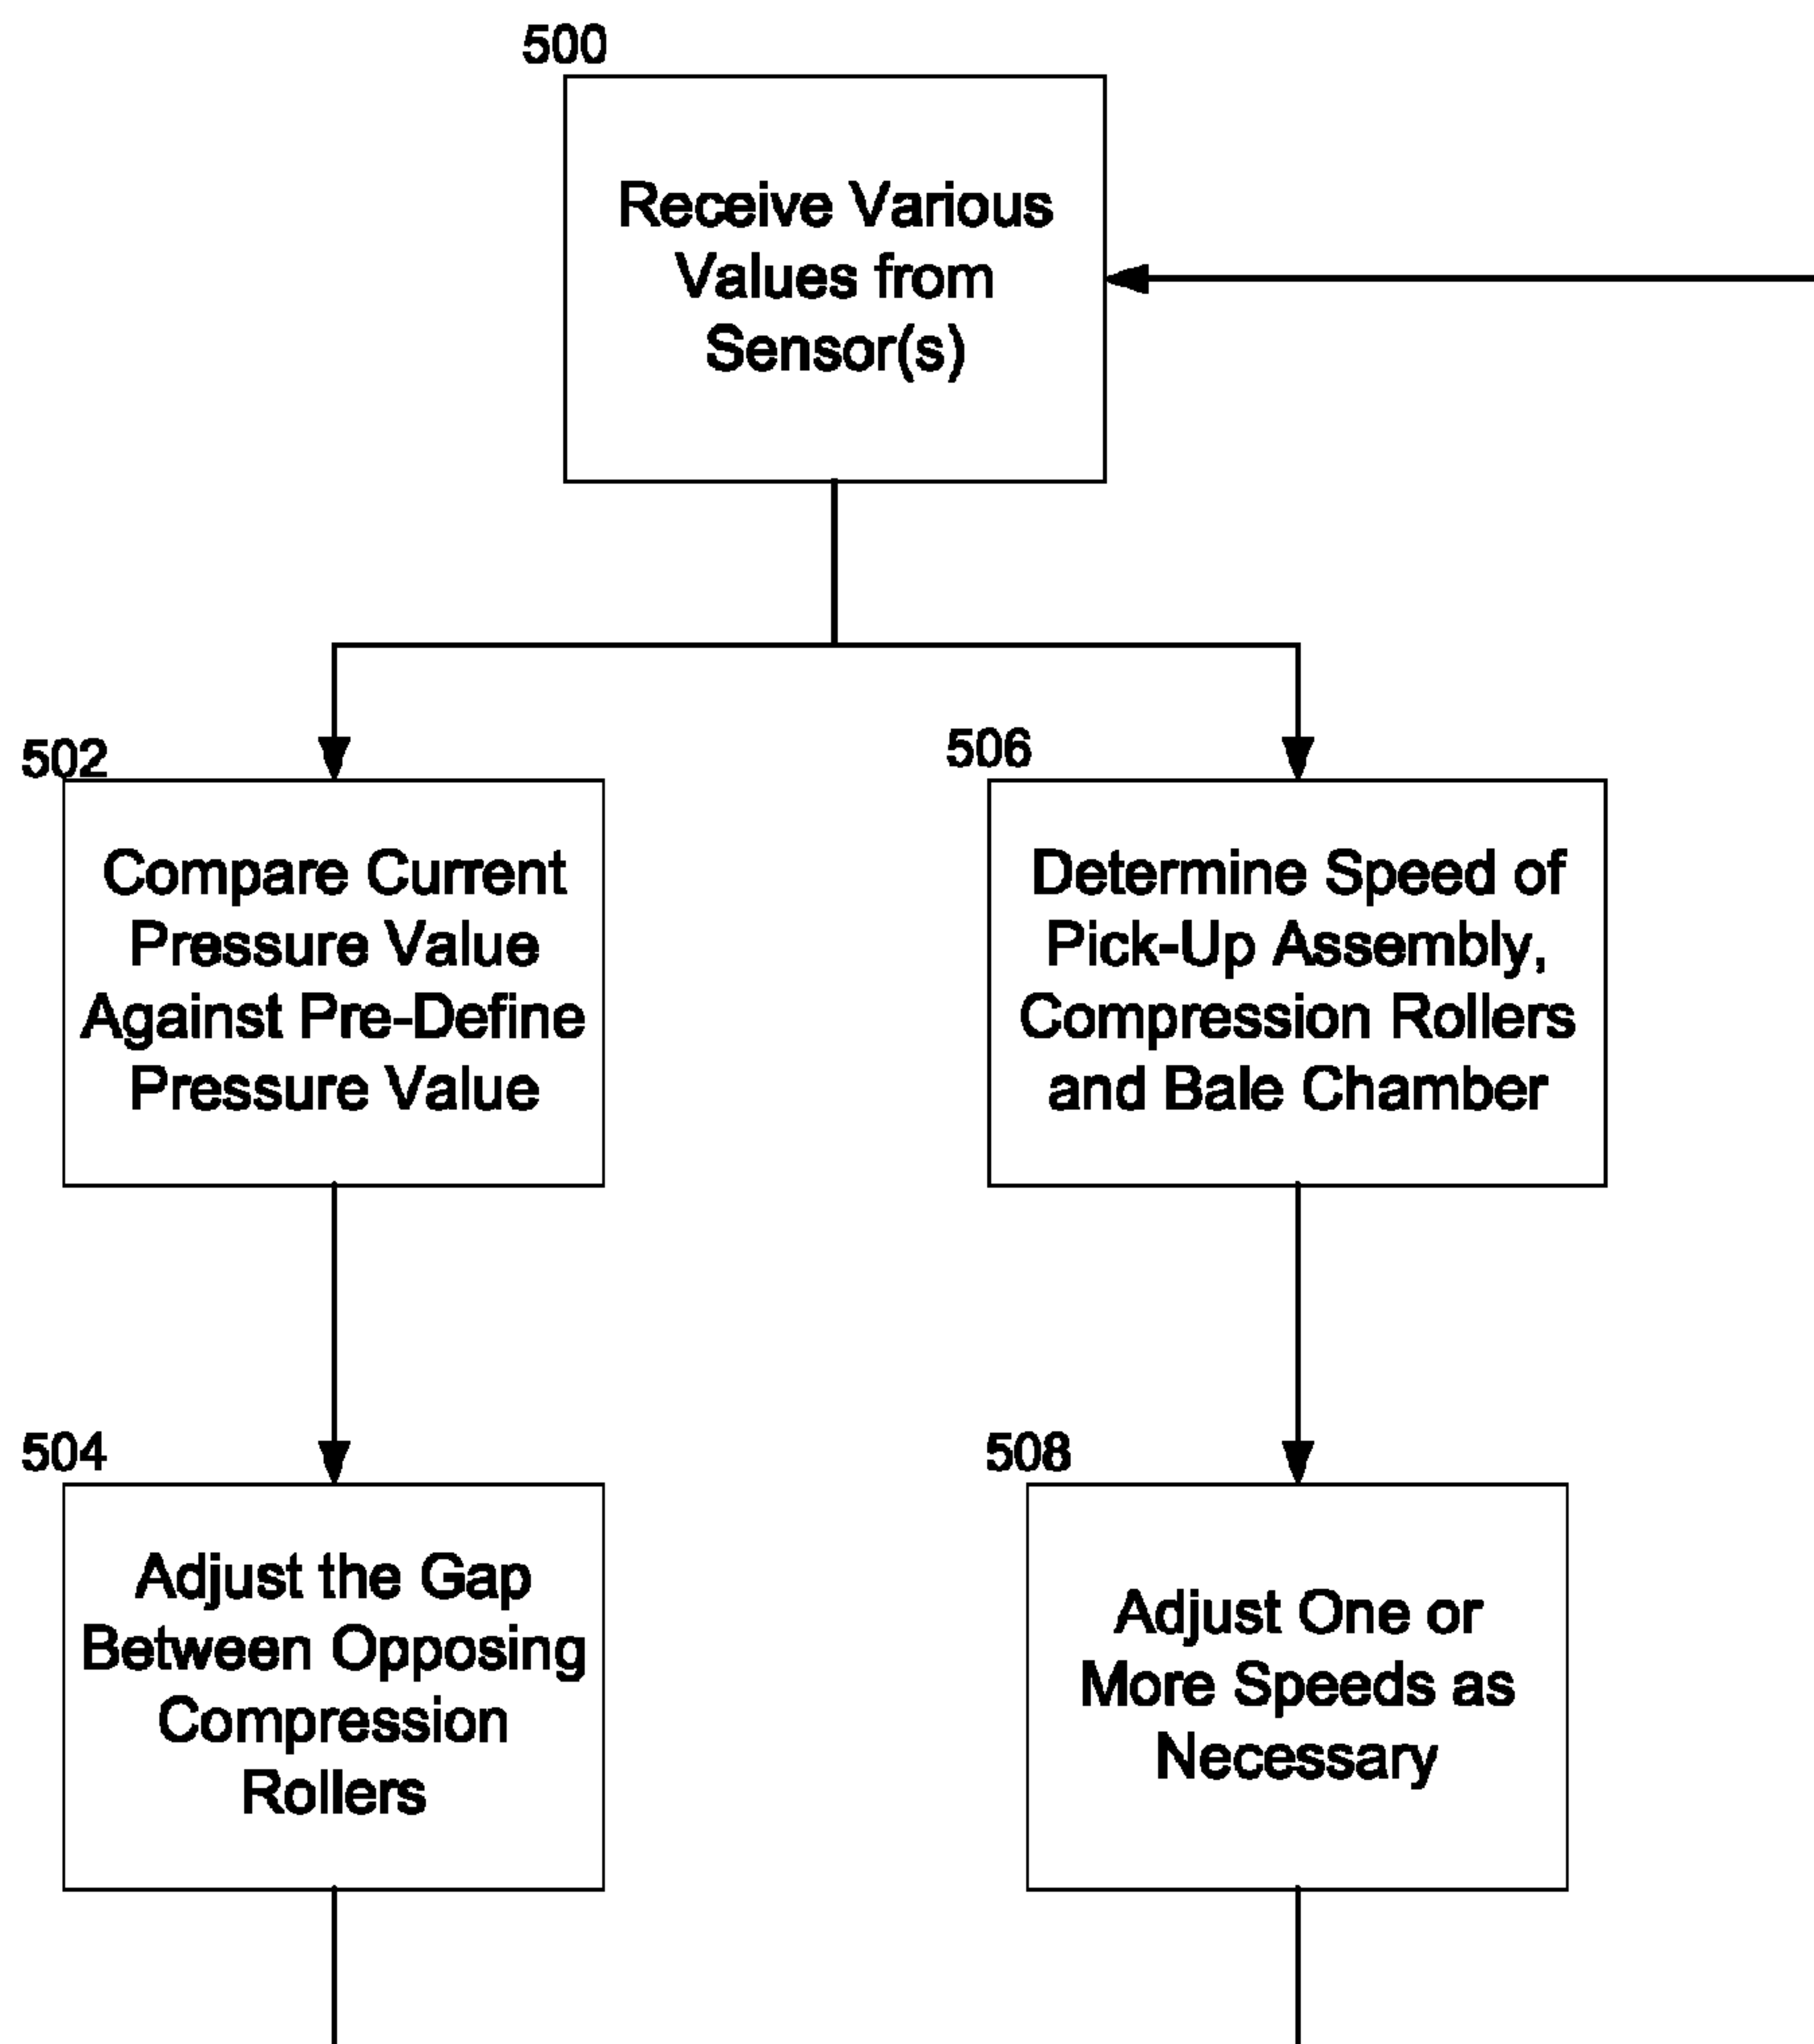 500
Receive Various
Values from
Sensor(s)
502
Compare Current
Pressure Value
Against Pre-Define
Pressure Value
506
Determine Speed of
Pick-Up Assembly,
Compression Rollers
and Bale Chamber
504
Adjust the Gap
Between Opposing
Compression
Rollers
508
Adjust One or
More Speeds as
Necessary